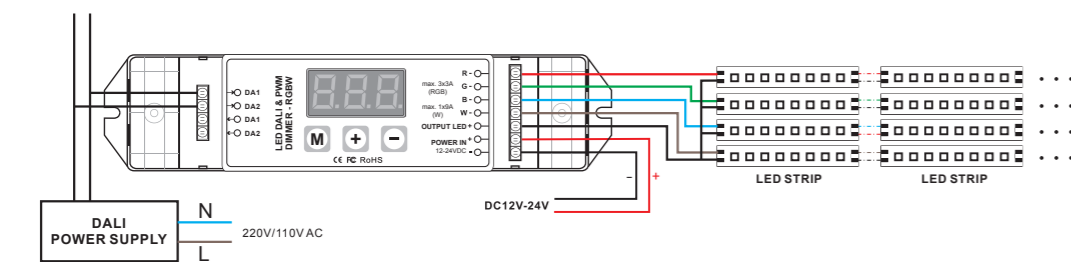 DA1
DA2
DA1
DA2
LED DALI & PWM
DIMMER - RGBW
8.8.8.
M
+
−
CE FC RoHS
max. 3x3A
(RGB)
max. 1x9A
(W)
R -
G -
B -
W -
OUTPUT LED +
POWER IN +
12-24VDC -
−
+
DC12V-24V
LED STRIP
LED STRIP
DALI
POWER SUPPLY
N
220V/110V AC
L